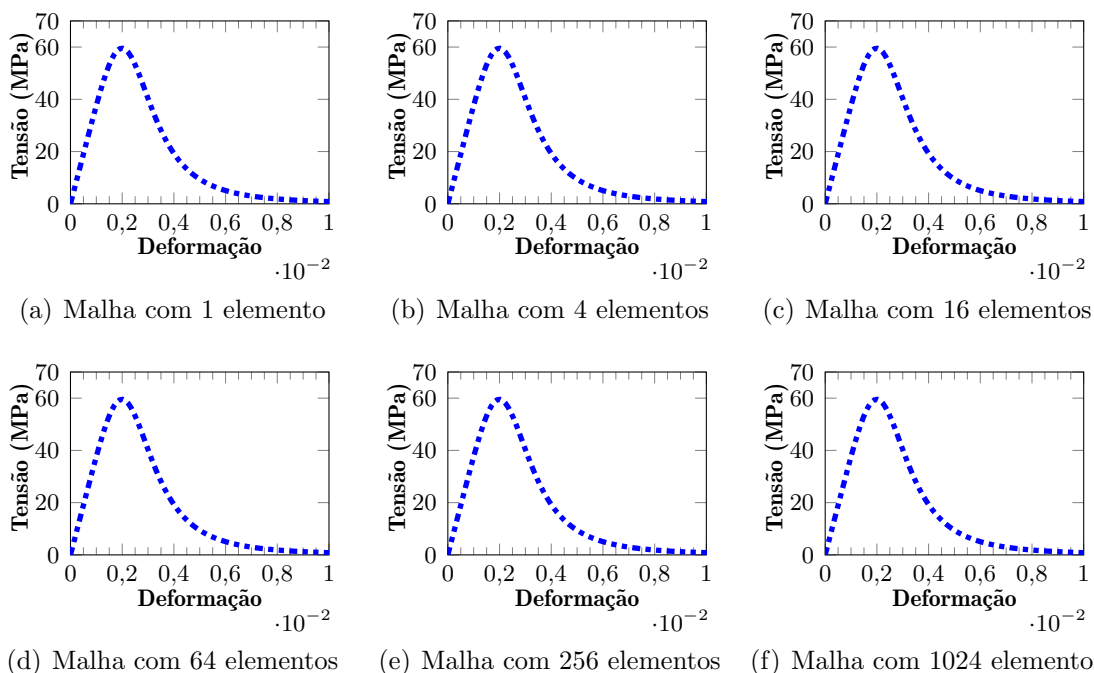 70
60
40
20
0
Tensão (MPa)
0 0,2 0,4 0,6 0,8 1
Deformação
·10−2
(a) Malha com 1 elemento
70
60
40
20
0
Tensão (MPa)
0 0,2 0,4 0,6 0,8 1
Deformação
·10−2
(b) Malha com 4 elementos
70
60
40
20
0
Tensão (MPa)
0 0,2 0,4 0,6 0,8 1
Deformação
·10−2
(c) Malha com 16 elementos
70
60
40
20
0
Tensão (MPa)
0 0,2 0,4 0,6 0,8 1
Deformação
·10−2
(d) Malha com 64 elementos
70
60
40
20
0
Tensão (MPa)
0 0,2 0,4 0,6 0,8 1
Deformação
·10−2
(e) Malha com 256 elementos
70
60
40
20
0
Tensão (MPa)
0 0,2 0,4 0,6 0,8 1
Deformação
·10−2
(f) Malha com 1024 elemento